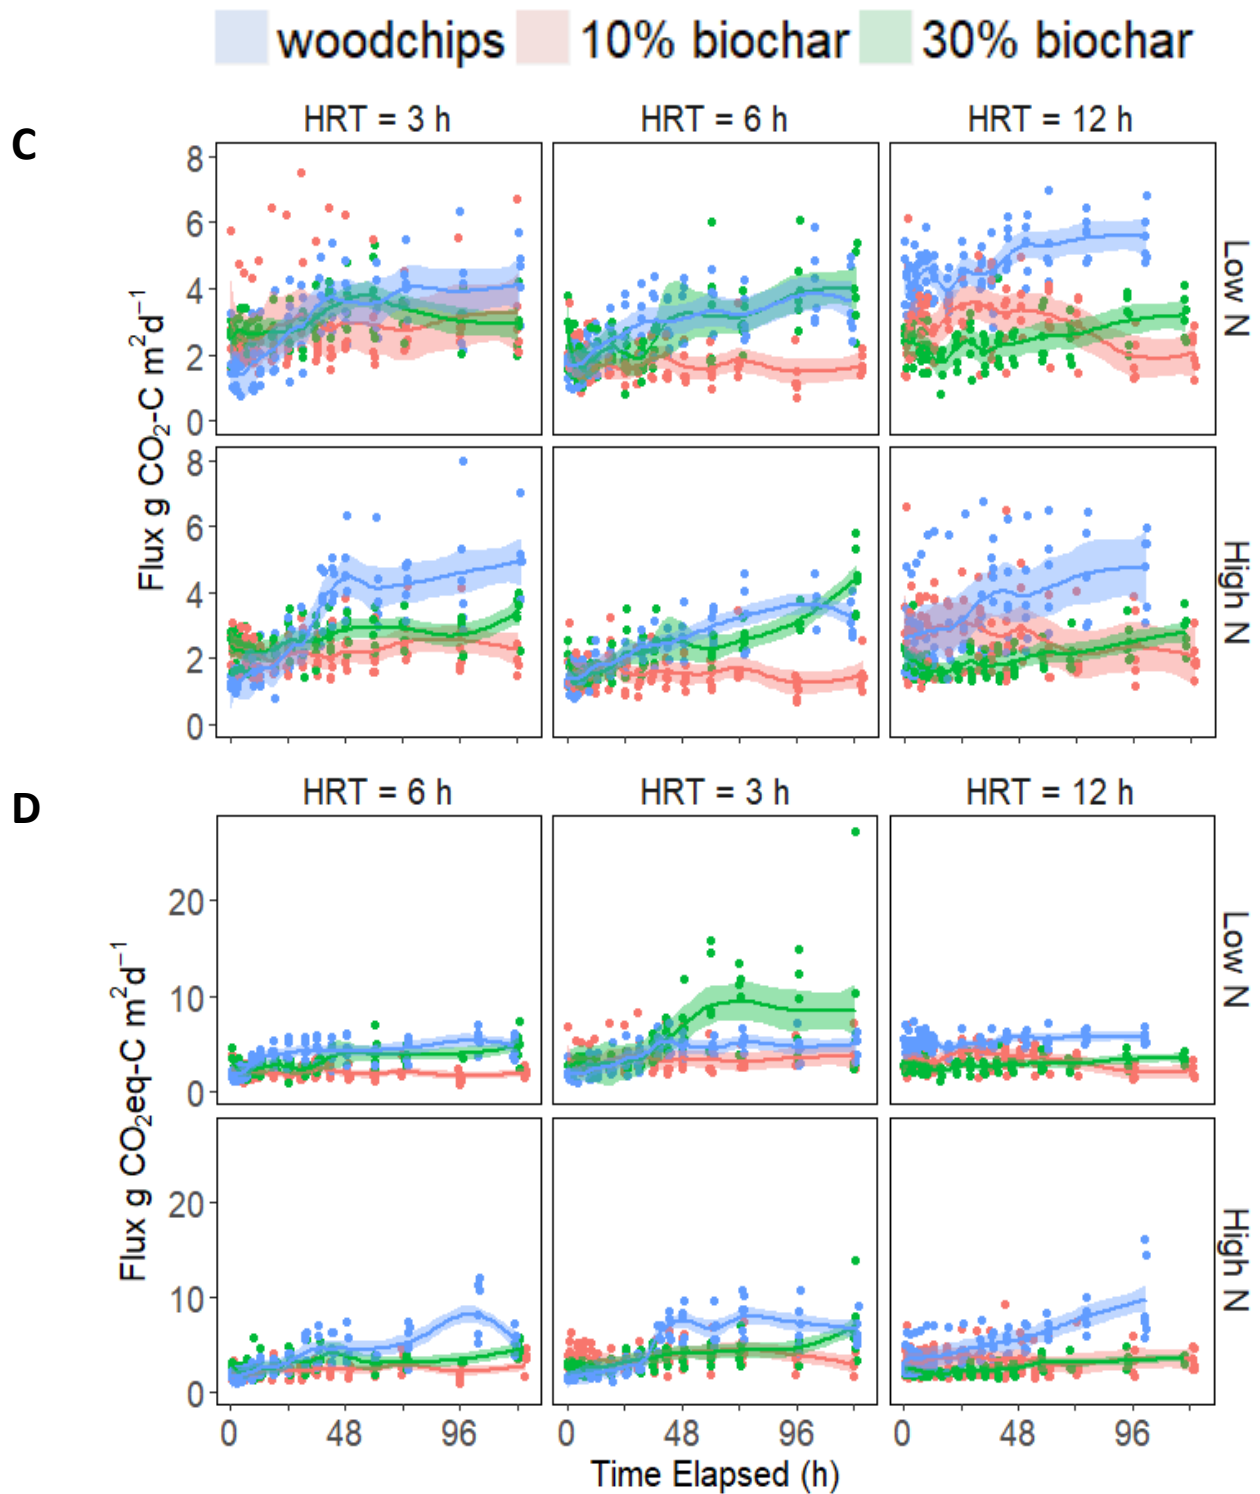 woodchips 10% biochar 30% biochar
C
HRT = 3 h HRT = 6 h HRT = 12 h
8
6
4
2
0
Low N
8
6
4
2
0
High N
Flux g CO₂-C m²d⁻¹
D
HRT = 6 h HRT = 3 h HRT = 12 h
20
10
0
Low N
20
10
0
High N
Flux g CO₂eq-C m²d⁻¹
0 48 96 0 48 96 0 48 96
Time Elapsed (h)